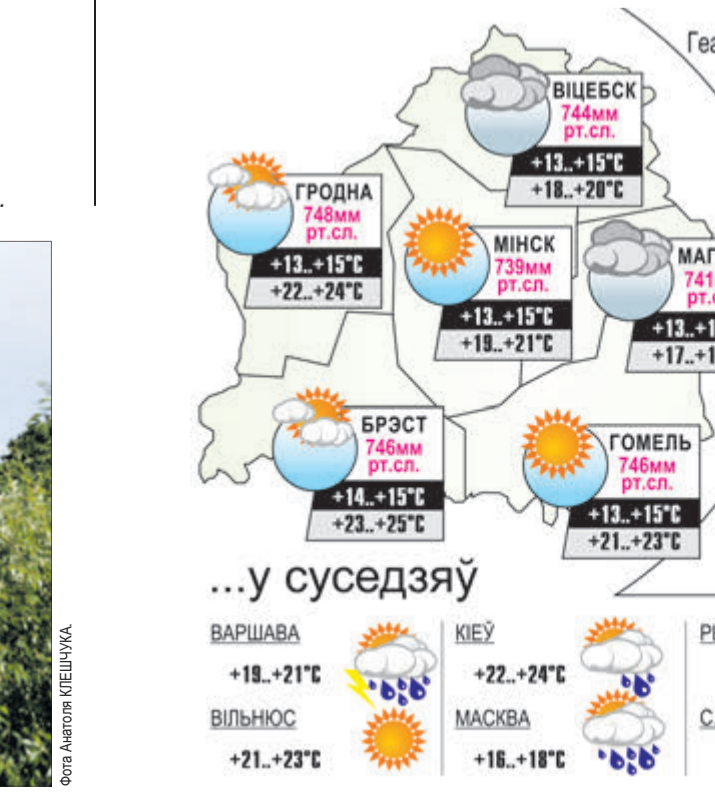 Геа
ВІЦЕБСК
744мм
рт.сл.
+13..+15°C
+18..+20°C
ГРОДНА
748мм
рт.сл.
+13..+15°C
+22..+24°C
МІНСК
739мм
рт.сл.
+13..+15°C
+19..+21°C
МАГ
741
рт.с
+13..+1
+17..+1
БРЭСТ
746мм
рт.сл.
+14..+15°C
+23..+25°C
ГОМЕЛЬ
746мм
рт.сл.
+13..+15°C
+21..+23°C
...у суседзяў
ВАРШАВА
+19..+21°C
КІЕЎ
+22..+24°C
ВІЛЬНЮС
+21..+23°C
МАСКВА
+16..+18°C
Фота Анатоля КЛЕШЧУКА.